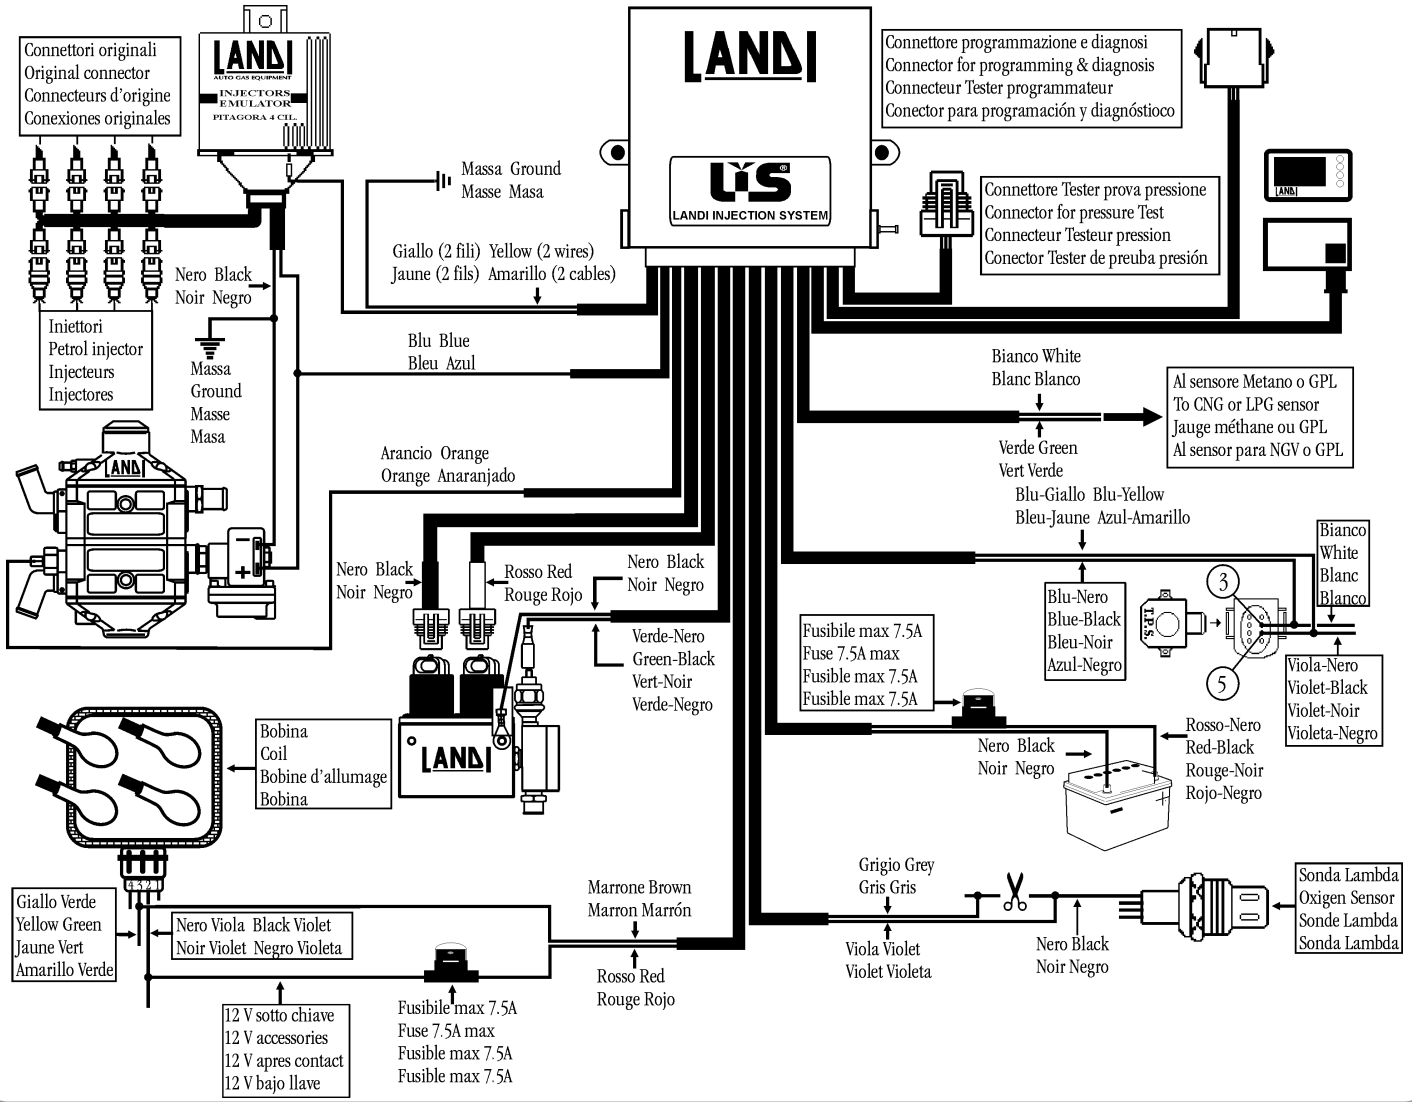 Connettori originali
Original connector
Connecteurs d'origine
Conexiones originales
LANDI
AUTO GAS EQUIPMENT
INJECTORS
EMULATOR
PITAGORA 4 CIL.
LANDI
LIS®
LANDI INJECTION SYSTEM
Connettore programmazione e diagnosi
Connector for programming & diagnosis
Connecteur Tester programmateur
Conector para programación y diagnóstioco
Massa Ground
Masse Masa
Connettore Tester prova pressione
Connector for pressure Test
Connecteur Testeur pression
Conector Tester de preuba presión
LANDI
Giallo (2 fili) Yellow (2 wires)
Jaune (2 fils) Amarillo (2 cables)
Nero Black
Noir Negro
Iniettori
Petrol injector
Injecteurs
Injectores
Massa
Ground
Masse
Masa
Blu Blue
Bleu Azul
Bianco White
Blanc Blanco
Al sensore Metano o GPL
To CNG or LPG sensor
Jauge méthane ou GPL
Al sensor para NGV o GPL
Verde Green
Vert Verde
Arancio Orange
Orange Anaranjado
LANDI
Blu-Giallo Blu-Yellow
Bleu-Jaune Azul-Amarillo
Bianco
White
Blanc
Blanco
Nero Black
Noir Negro
Rosso Red
Rouge Rojo
Nero Black
Noir Negro
− 
+
Blu-Nero
Blue-Black
Bleu-Noir
Azul-Negro
T.P.S.
3
5
Fusibile max 7.5A
Fuse 7.5A max
Fusible max 7.5A
Fusible max 7.5A
Verde-Nero
Green-Black
Vert-Noir
Verde-Negro
Viola-Nero
Violet-Black
Violet-Noir
Violeta-Negro
Bobina
Coil
Bobine d'allumage
Bobina
LANDI
Nero Black
Noir Negro
Rosso-Nero
Red-Black
Rouge-Noir
Rojo-Negro
− +
4 3 2 1
Giallo Verde
Yellow Green
Jaune Vert
Amarillo Verde
Nero Viola Black Violet
Noir Violet Negro Violeta
Marrone Brown
Marron Marrón
Rosso Red
Rouge Rojo
Grigio Grey
Gris Gris
Viola Violet
Violet Violeta
Nero Black
Noir Negro
Sonda Lambda
Oxigen Sensor
Sonde Lambda
Sonda Lambda
12 V sotto chiave
12 V accessories
12 V apres contact
12 V bajo llave
Fusibile max 7.5A
Fuse 7.5A max
Fusible max 7.5A
Fusible max 7.5A